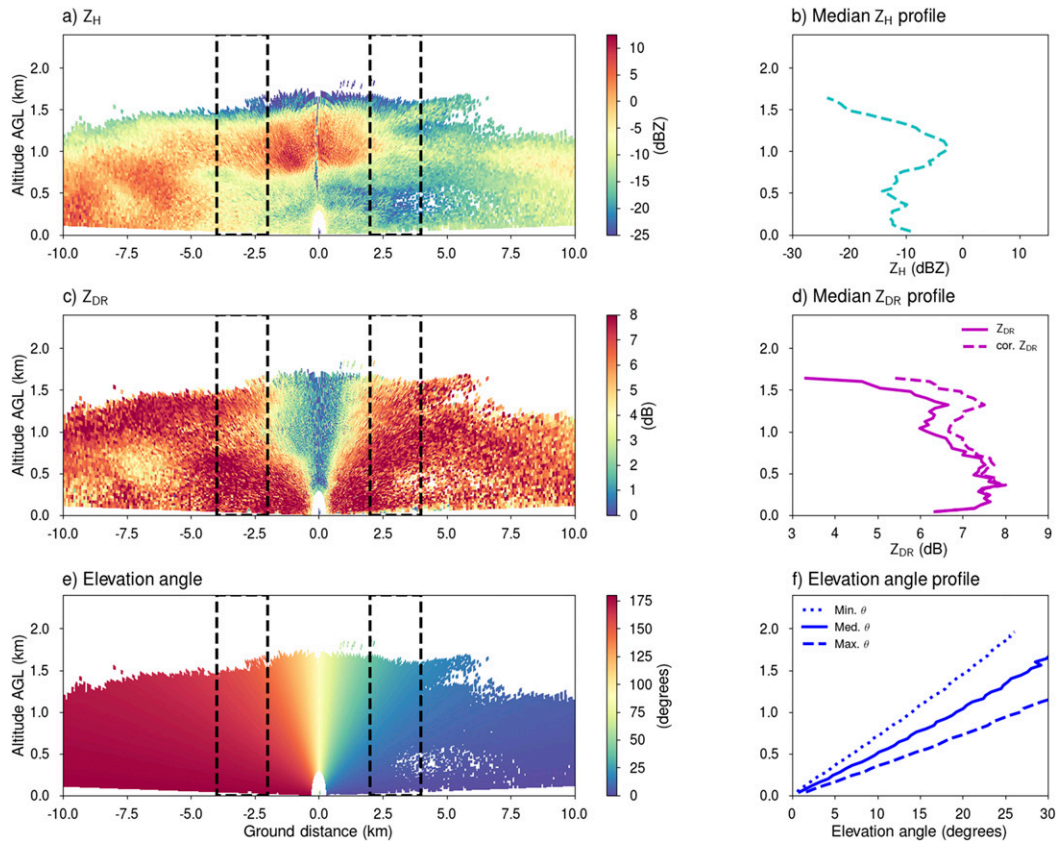 a) Z_H
b) Median Z_H profile
2.0
1.5
1.0
0.5
0.0
Altitude AGL (km)
-10.0 -7.5 -5.0 -2.5 0.0 2.5 5.0 7.5 10.0
10
5
0
-5
-10
-15
-20
-25
(dBZ)
2.0
1.5
1.0
0.5
0.0
-30 -20 -10 0 10
Z_H (dBZ)
c) Z_DR
d) Median Z_DR profile
2.0
1.5
1.0
0.5
0.0
Altitude AGL (km)
-10.0 -7.5 -5.0 -2.5 0.0 2.5 5.0 7.5 10.0
8
7
6
5
4
3
2
1
0
(dB)
Z_DR
cor. Z_DR
2.0
1.5
1.0
0.5
0.0
3 4 5 6 7 8 9
Z_DR (dB)
e) Elevation angle
f) Elevation angle profile
2.0
1.5
1.0
0.5
0.0
Altitude AGL (km)
-10.0 -7.5 -5.0 -2.5 0.0 2.5 5.0 7.5 10.0
Ground distance (km)
175
150
125
100
75
50
25
0
(degrees)
Min. θ
Med. θ
Max. θ
2.0
1.5
1.0
0.5
0.0
0 5 10 15 20 25 30
Elevation angle (degrees)